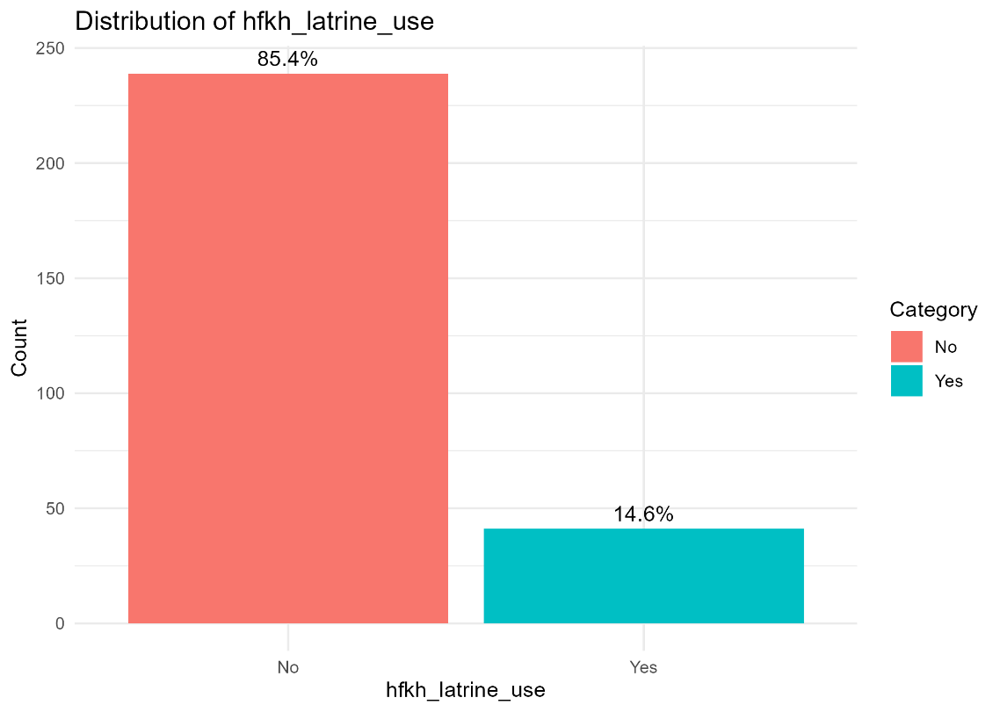 Distribution of hfkh_latrine_use
250
200
150
100
50
0
Count
85.4%
14.6%
No
Yes
hfkh_latrine_use
Category
No
Yes